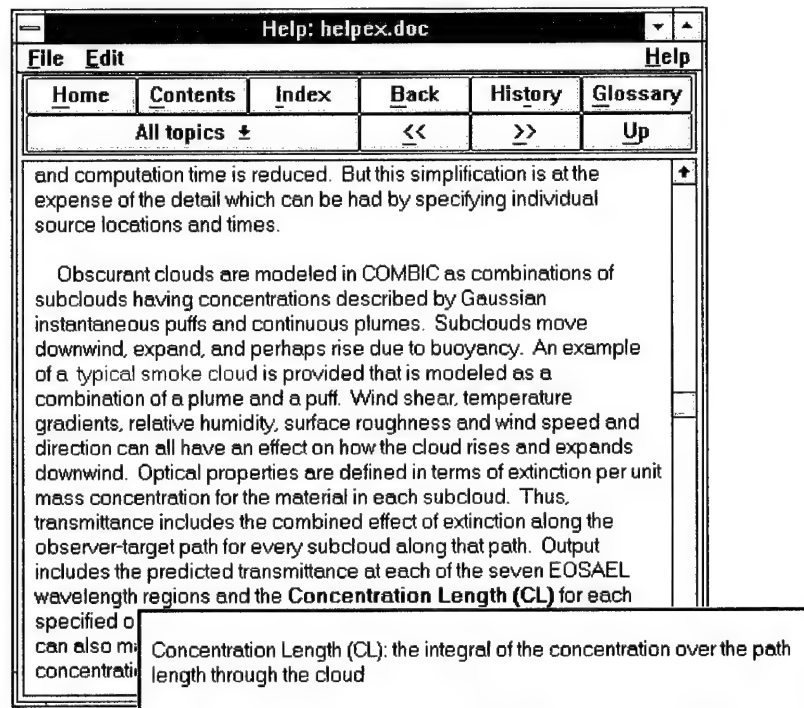 Help: helpex.doc
File Edit Help
Home Contents Index Back History Glossary
All topics << >> Up
and computation time is reduced. But this simplification is at the
expense of the detail which can be had by specifying individual
source locations and times.
Obscurant clouds are modeled in COMBIC as combinations of
subclouds having concentrations described by Gaussian
instantaneous puffs and continuous plumes. Subclouds move
downwind, expand, and perhaps rise due to buoyancy. An example
of a typical smoke cloud is provided that is modeled as a
combination of a plume and a puff. Wind shear, temperature
gradients, relative humidity, surface roughness and wind speed and
direction can all have an effect on how the cloud rises and expands
downwind. Optical properties are defined in terms of extinction per unit
mass concentration for the material in each subcloud. Thus,
transmittance includes the combined effect of extinction along the
observer-target path for every subcloud along that path. Output
includes the predicted transmittance at each of the seven EOSAEL
wavelength regions and the Concentration Length (CL) for each
specified o
can also m
concentrati
Concentration Length (CL): the integral of the concentration over the path
length through the cloud